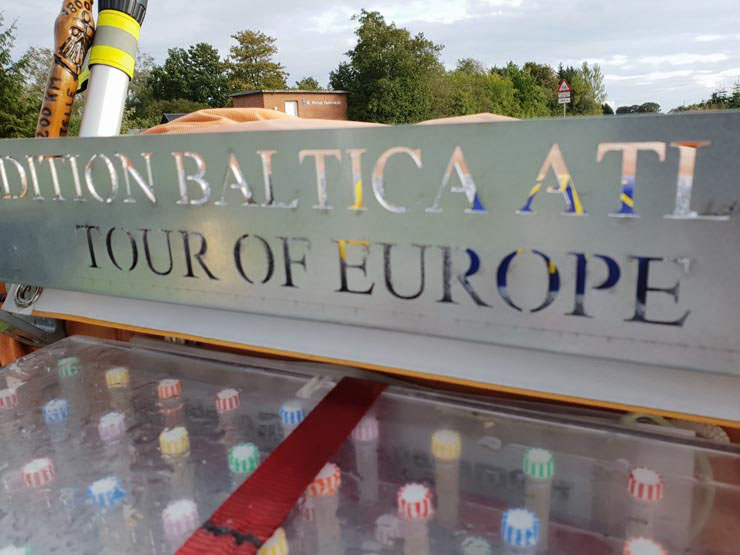 DITION BALTICA ATL
TOUR OF EUROPE